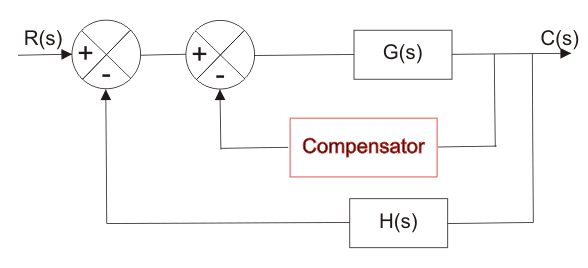 R(s)
+
-
+
-
G(s)
C(s)
Compensator
H(s)